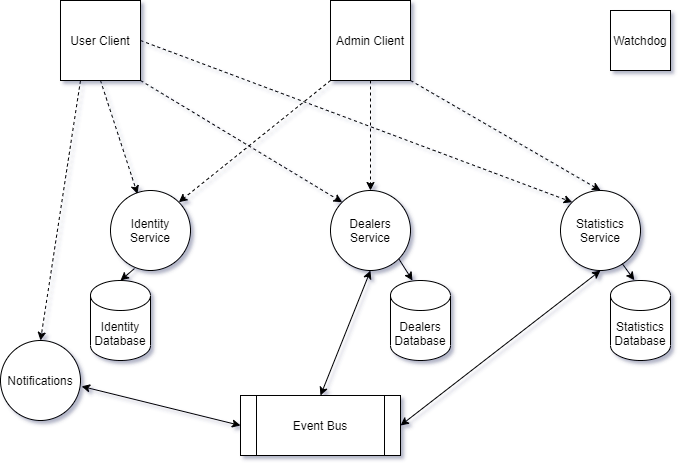 User Client
Admin Client
Watchdog
Identity
Service
Dealers
Service
Statistics
Service
Identity
Database
Dealers
Database
Statistics
Database
Notifications
Event Bus